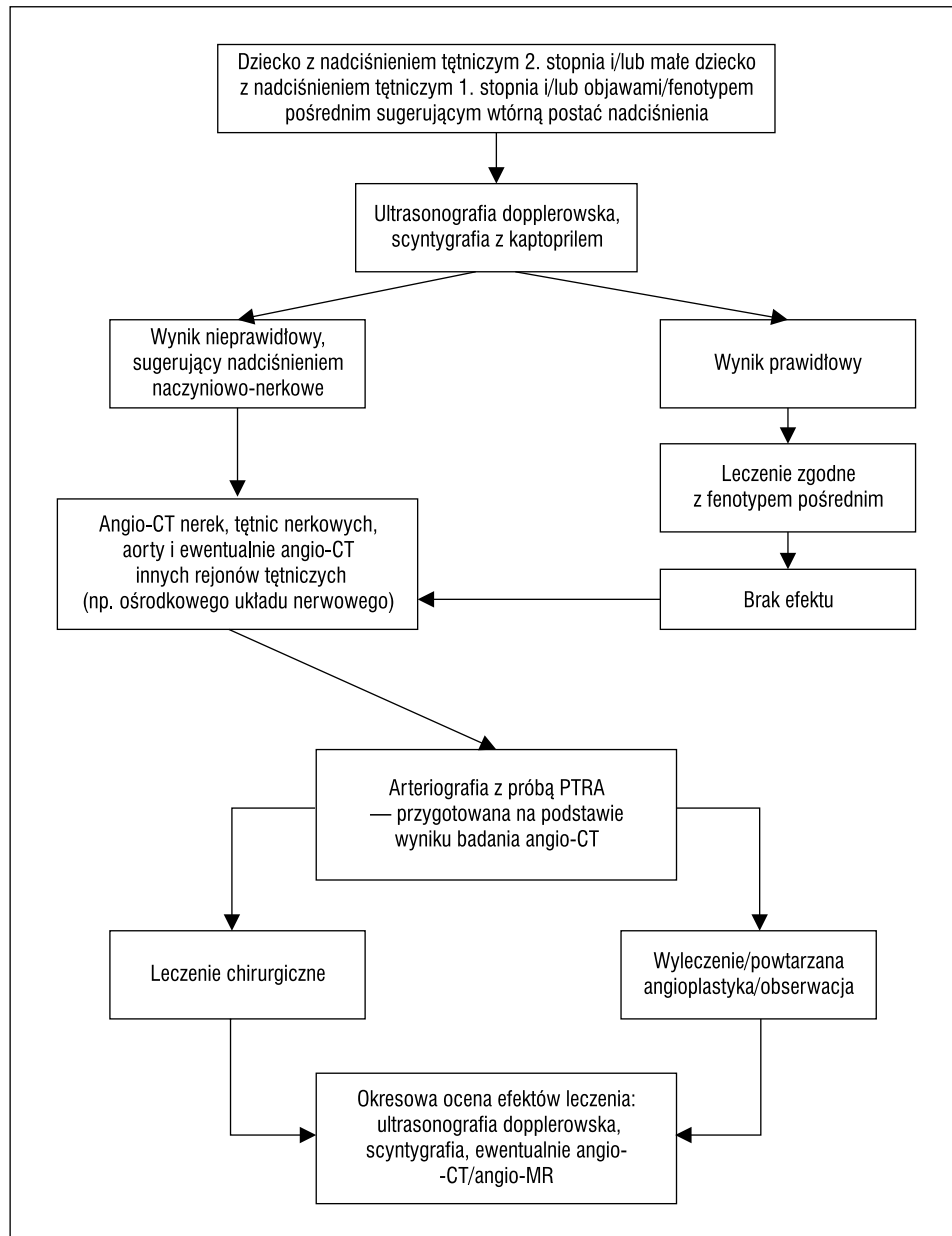 Dziecko z nadciśnieniem tętniczym 2. stopnia i/lub małe dziecko
z nadciśnieniem tętniczym 1. stopnia i/lub objawami/fenotypem
pośrednim sugerującym wtórną postać nadciśnienia
Ultrasonografia dopplerowska,
scyntygrafia z kaptoprilem
Wynik nieprawidłowy,
sugerujący nadciśnieniem
naczyniowo-nerkowe
Wynik prawidłowy
Leczenie zgodne
z fenotypem pośrednim
Angio-CT nerek, tętnic nerkowych,
aorty i ewentualnie angio-CT
innych rejonów tętniczych
(np. ośrodkowego układu nerwowego)
Brak efektu
Arteriografia z próbą PTRA
— przygotowana na podstawie
wyniku badania angio-CT
Leczenie chirurgiczne
Wyleczenie/powtarzana
angioplastyka/obserwacja
Okresowa ocena efektów leczenia:
ultrasonografia dopplerowska,
scyntygrafia, ewentualnie angio-
-CT/angio-MR